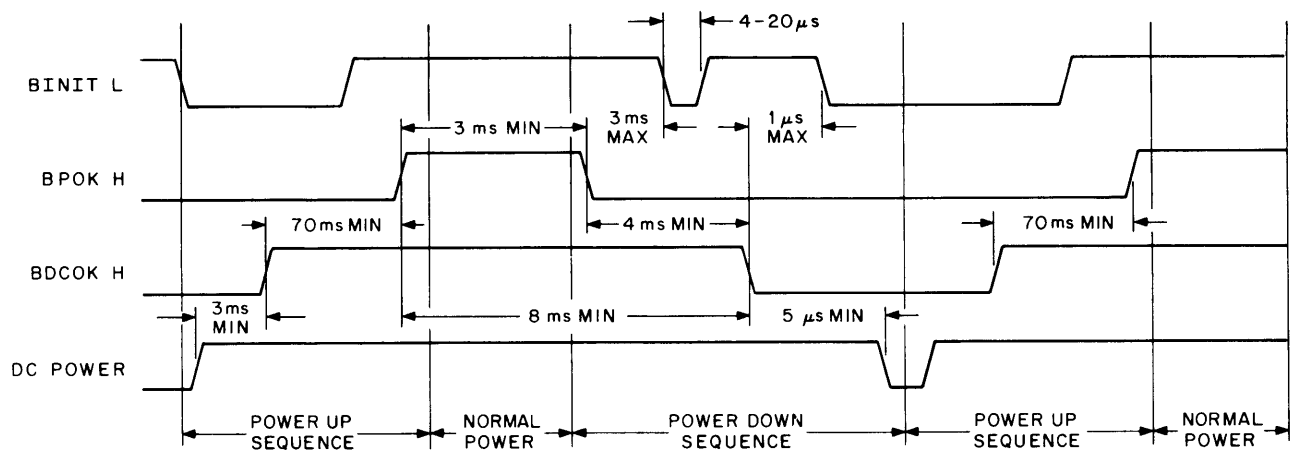 4-20μs
BINIT L
3 ms MIN
3ms
MAX
1μs
MAX
BPOK H
70ms MIN
4 ms MIN
70ms MIN
BDCOK H
3ms
MIN
8 ms MIN
5 μs MIN
DC POWER
POWER UP
SEQUENCE
NORMAL
POWER
POWER DOWN
SEQUENCE
POWER UP
SEQUENCE
NORMAL
POWER